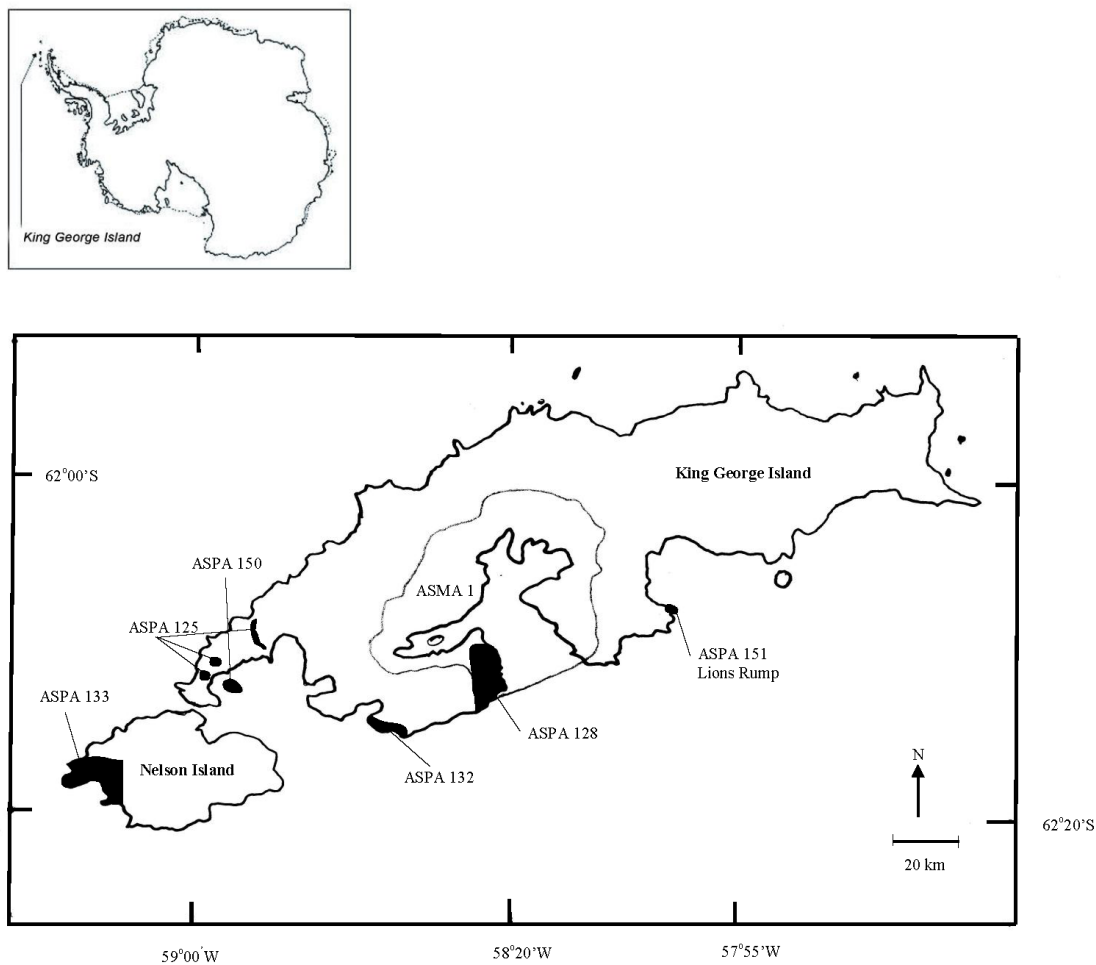 King George Island
62°00'S
King George Island
ASPA 150
ASMA 1
ASPA 125
ASPA 151
Lions Rump
ASPA 133
ASPA 128
Nelson Island
N
ASPA 132
62°20'S
20 km
59°00'W
58°20'W
57°55'W